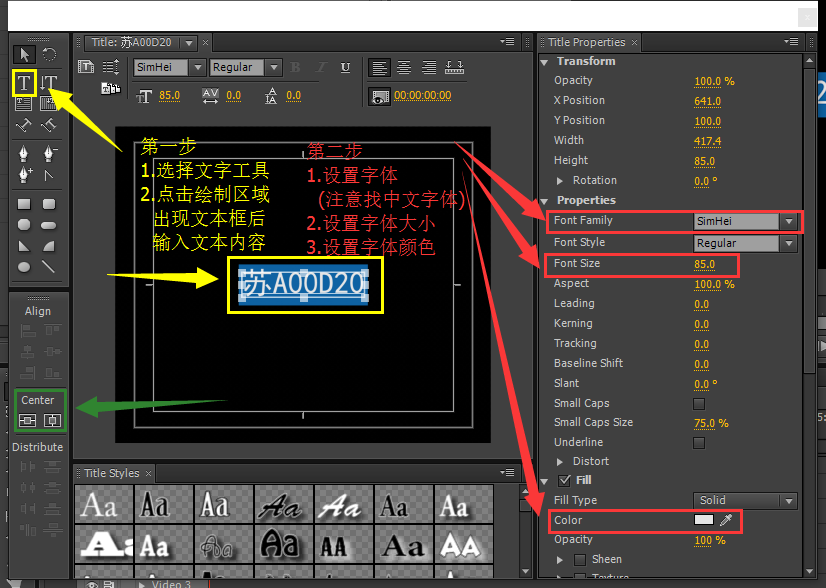 Title: 苏A00D20
SimHei
Regular
B
I
U
T
T
T
85.0
AV
0.0
A
0.0
00:00:00:00
第一步
1.选择文字工具
2.点击绘制区域
出现文本框后
输入文本内容
第二步
1.设置字体
(注意找中文字体)
2.设置字体大小
3.设置字体颜色
苏A00D20
Align
Center
Distribute
Title Styles
Aa Aa Aa Aa Aa Aa Aa
Aa Aa Aa Aa AA Aa AA
Video 3
Title Properties
Transform
Opacity 100.0 %
X Position 641.0
Y Position 100.0
Width 417.4
Height 85.0
Rotation 0.0 °
Properties
Font Family SimHei
Font Style Regular
Font Size 85.0
Aspect 100.0 %
Leading 0.0
Kerning 0.0
Tracking 0.0
Baseline Shift 0.0
Slant 0.0 °
Small Caps
Small Caps Size 75.0 %
Underline
Distort
Fill
Fill Type Solid
Color
Opacity 100 %
Sheen
Texture